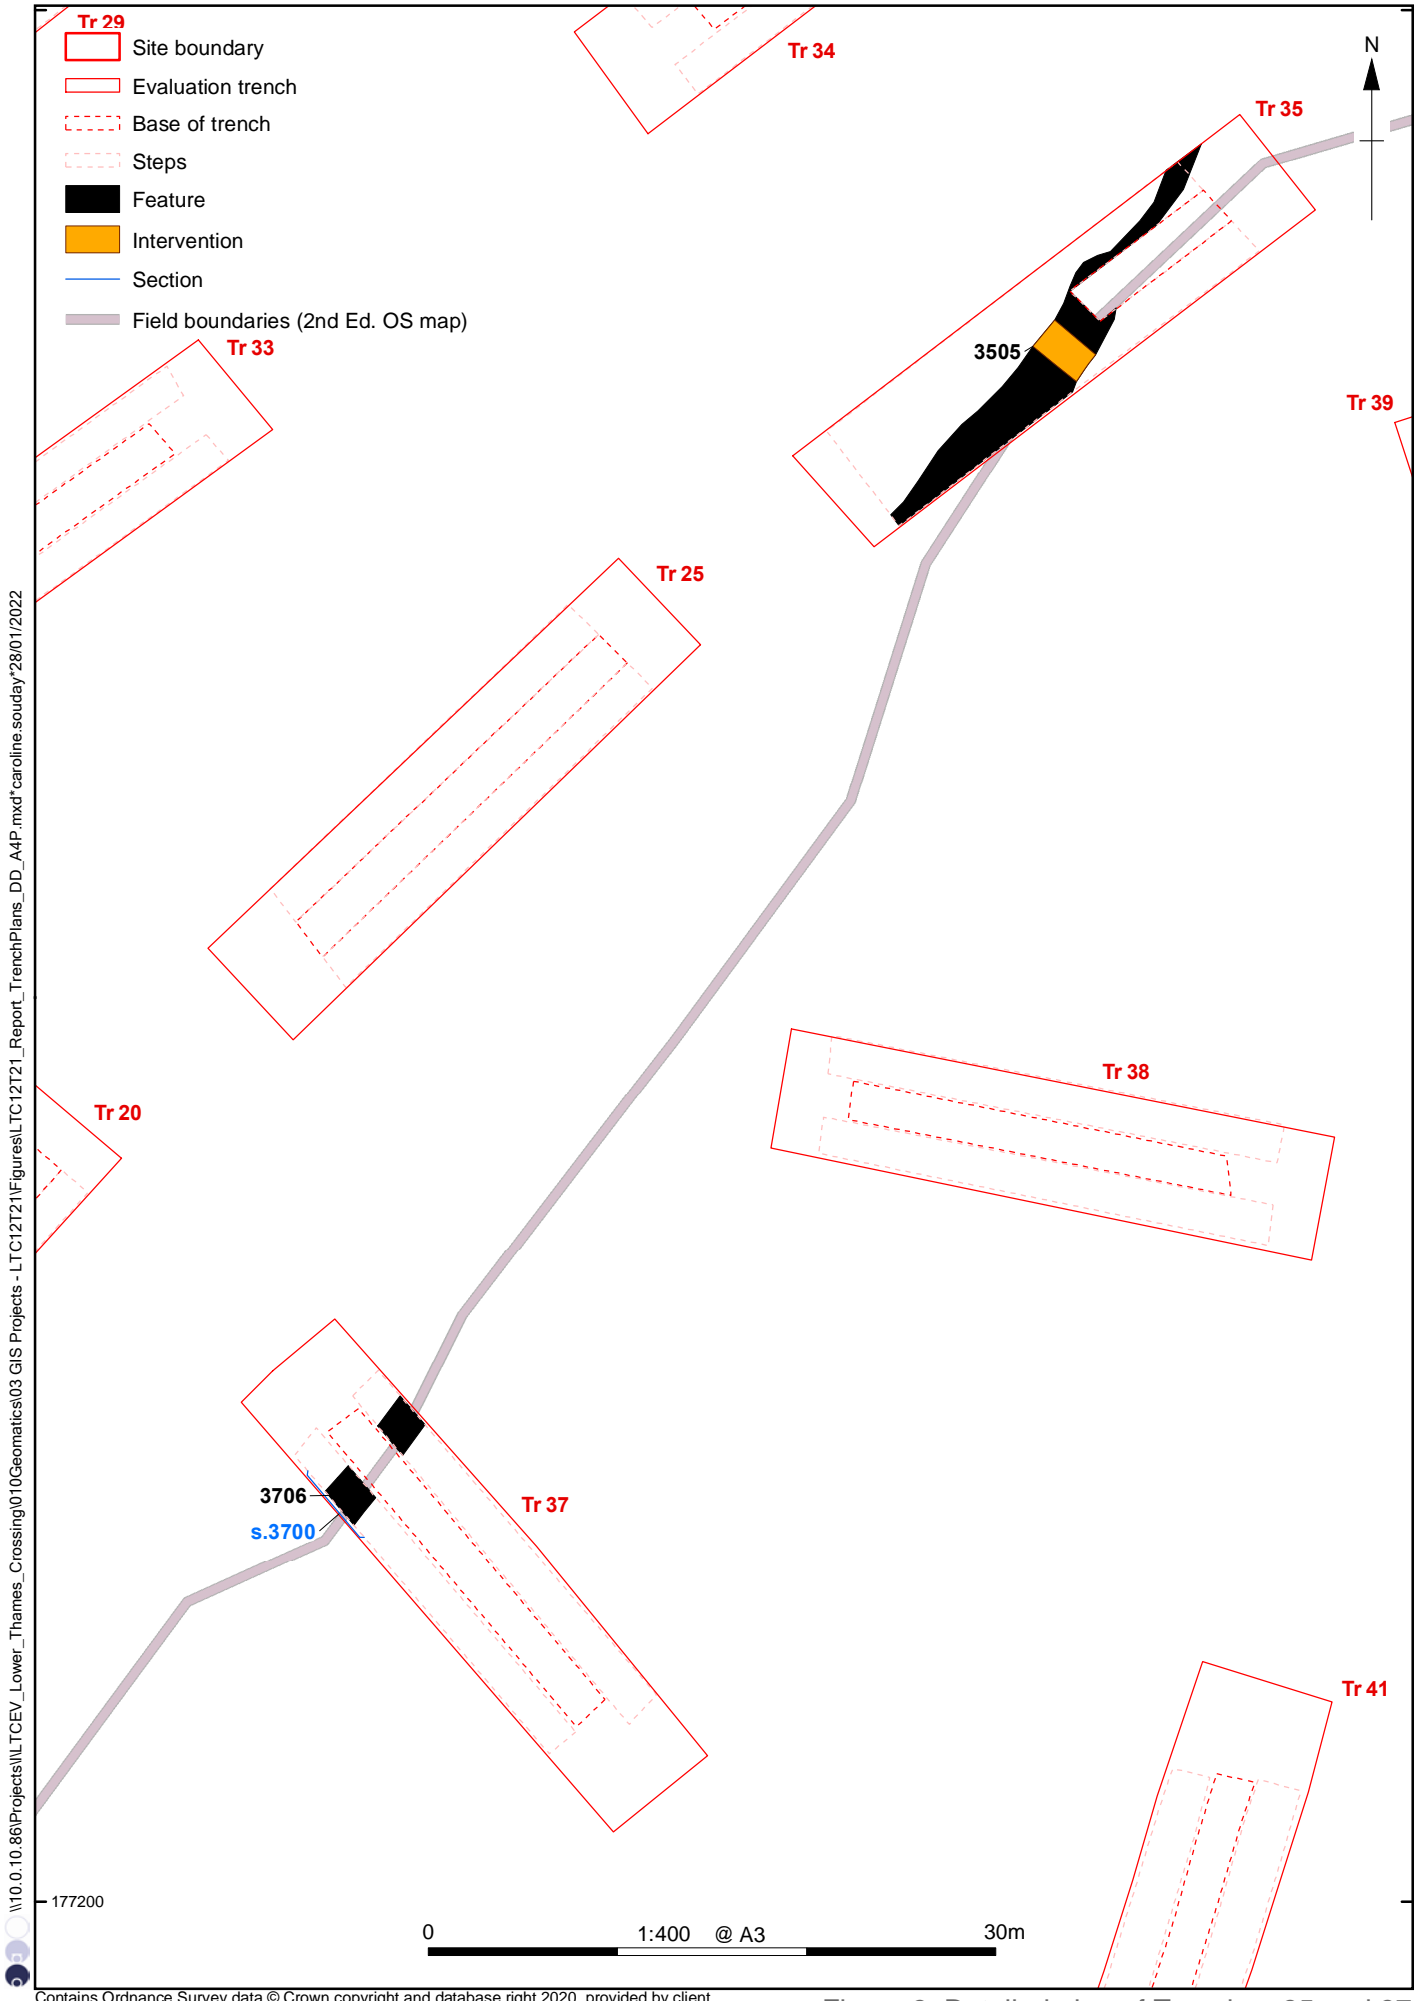 Tr 29
Site boundary
Evaluation trench
Base of trench
Steps
Feature
Intervention
Section
Field boundaries (2nd Ed. OS map)
Tr 34
N
Tr 35
Tr 33
3505
Tr 39
Tr 25
Tr 38
Tr 20
3706
s.3700
Tr 37
Tr 41
177200
0
1:400 @ A3
30m
\\10.0.10.86\Projects\l\LTCEV_Lower_Thames_Crossing\010Geomatics\03 GIS Projects - LTC12T21\Figures\LTC12T21_Report_TrenchPlans_DD_A4P.mxd*caroline.souday*28/01/2022
Contains Ordnance Survey data © Crown copyright and database right 2020, provided by client